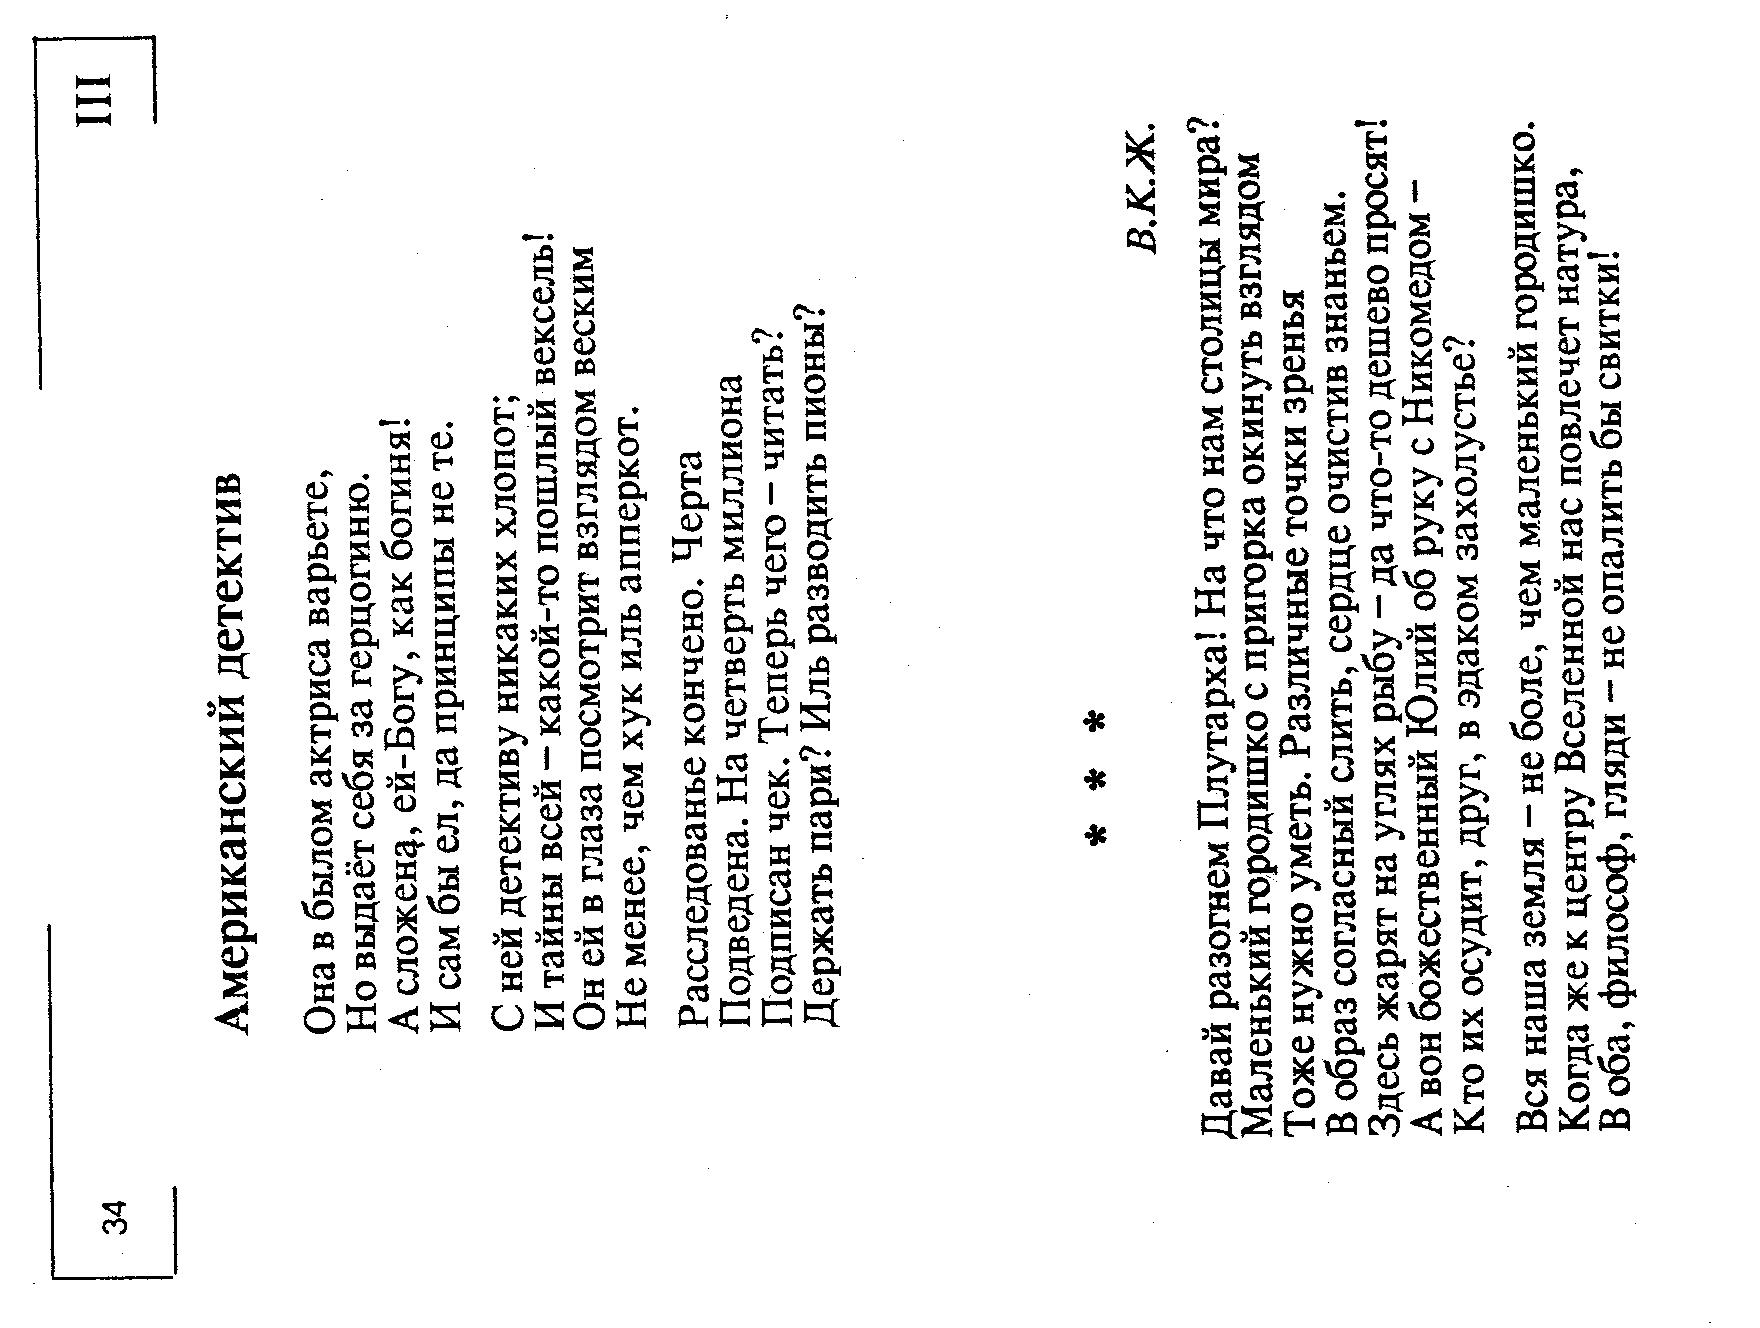 34
III
Американский детектив
Она в былом актриса варьете,
Но выдаёт себя за герцогиню.
А сложена, ей-Богу, как богиня!
И сам бы ел, да принципы не те.
С ней детективу никаких хлопот;
И тайны всей – какой-то пошлый вексель!
Он ей в глаза посмотрит взглядом веским
Не менее, чем хук иль апперкот.
Расследованье кончено. Черта
Подведена. На четверть миллиона
Подписан чек. Теперь чего – читать?
Держать пари? Иль разводить пионы?
* * *
В.К.Ж.
Давай разогнем Плутарха! На что нам столицы мира?
Маленький городишко с пригорка окинуть взглядом
Тоже нужно уметь. Различные точки зренья
В образ согласный слить, сердце очистив знаньем.
Здесь жарят на углях рыбу – да что-то дешево просят!
А вон божественный Юлий об руку с Никомедом –
Кто их осудит, друг, в эдаком захолустье?
Вся наша земля – не боле, чем маленький городишко.
Когда же к центру Вселенной нас повлечет натура,
В оба, философ, гляди – не опалить бы свитки!